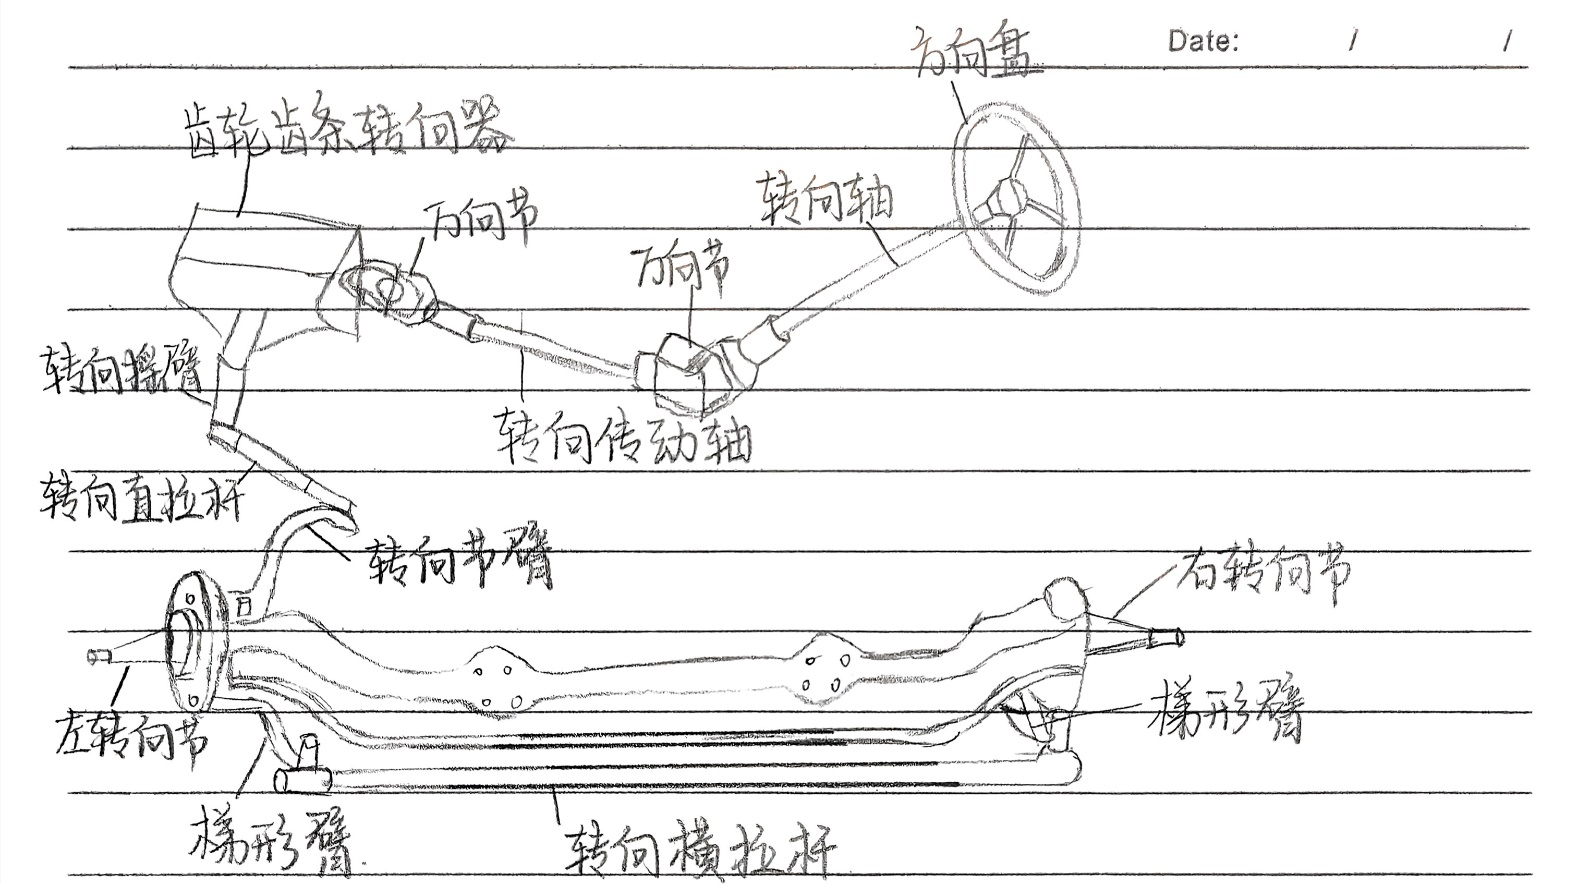 Date: / /
方向盘
齿轮齿条转向器
转向轴
万向节
万向节
转向摇臂
转向传动轴
转向直拉杆
转向节臂
右转向节
左转向节
梯形臂
梯形臂.
转向横拉杆